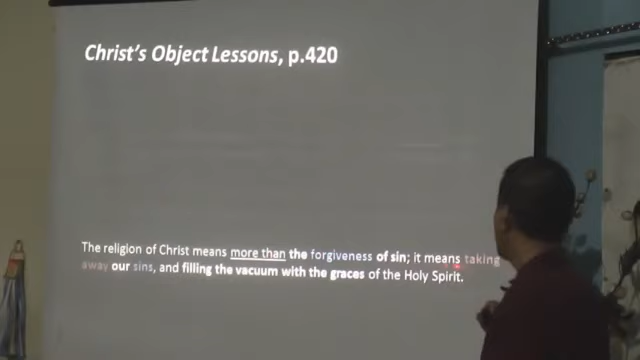 Christ's Object Lessons, p.420
The religion of Christ means more than the forgiveness of sin; it means taking
away our sins, and filling the vacuum with the graces of the Holy Spirit.